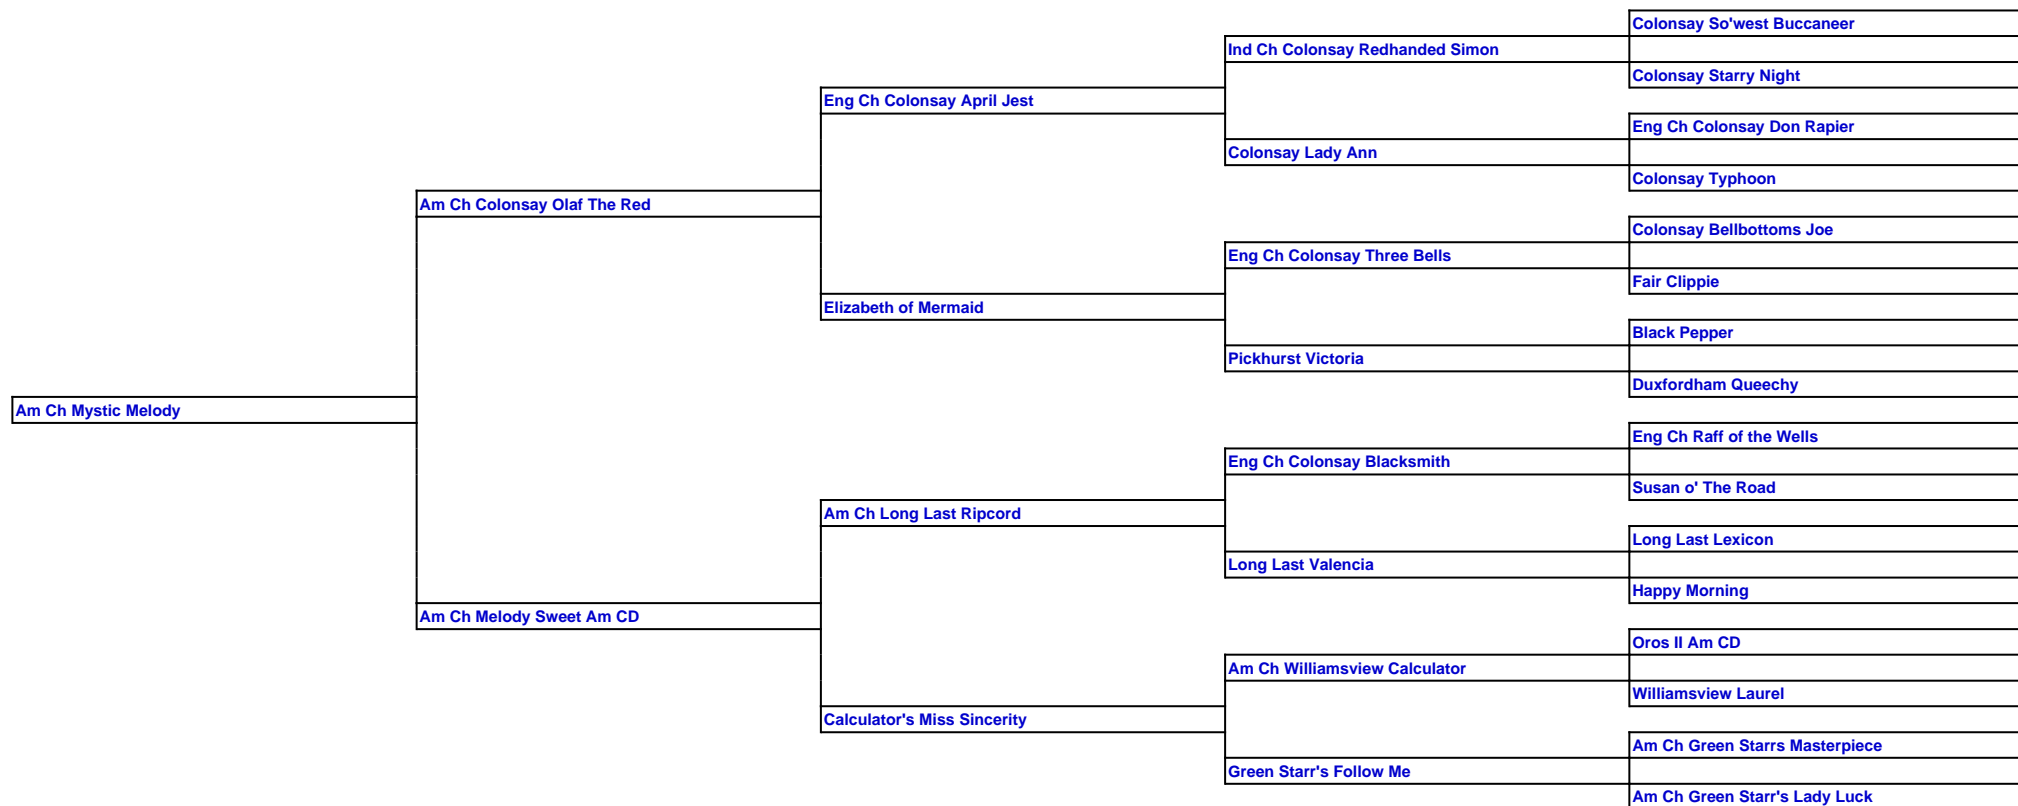 Colonsay So'west Buccaneer
Ind Ch Colonsay Redhanded Simon
Colonsay Starry Night
Eng Ch Colonsay April Jest
Eng Ch Colonsay Don Rapier
Colonsay Lady Ann
Colonsay Typhoon
Am Ch Colonsay Olaf The Red
Colonsay Bellbottoms Joe
Eng Ch Colonsay Three Bells
Fair Clippie
Elizabeth of Mermaid
Black Pepper
Pickhurst Victoria
Duxfordham Queechy
Am Ch Mystic Melody
Eng Ch Raff of the Wells
Eng Ch Colonsay Blacksmith
Susan o' The Road
Am Ch Long Last Ripcord
Long Last Lexicon
Long Last Valencia
Happy Morning
Am Ch Melody Sweet Am CD
Oros II Am CD
Am Ch Williamsview Calculator
Williamsview Laurel
Calculator's Miss Sincerity
Am Ch Green Starrs Masterpiece
Green Starr's Follow Me
Am Ch Green Starr's Lady Luck